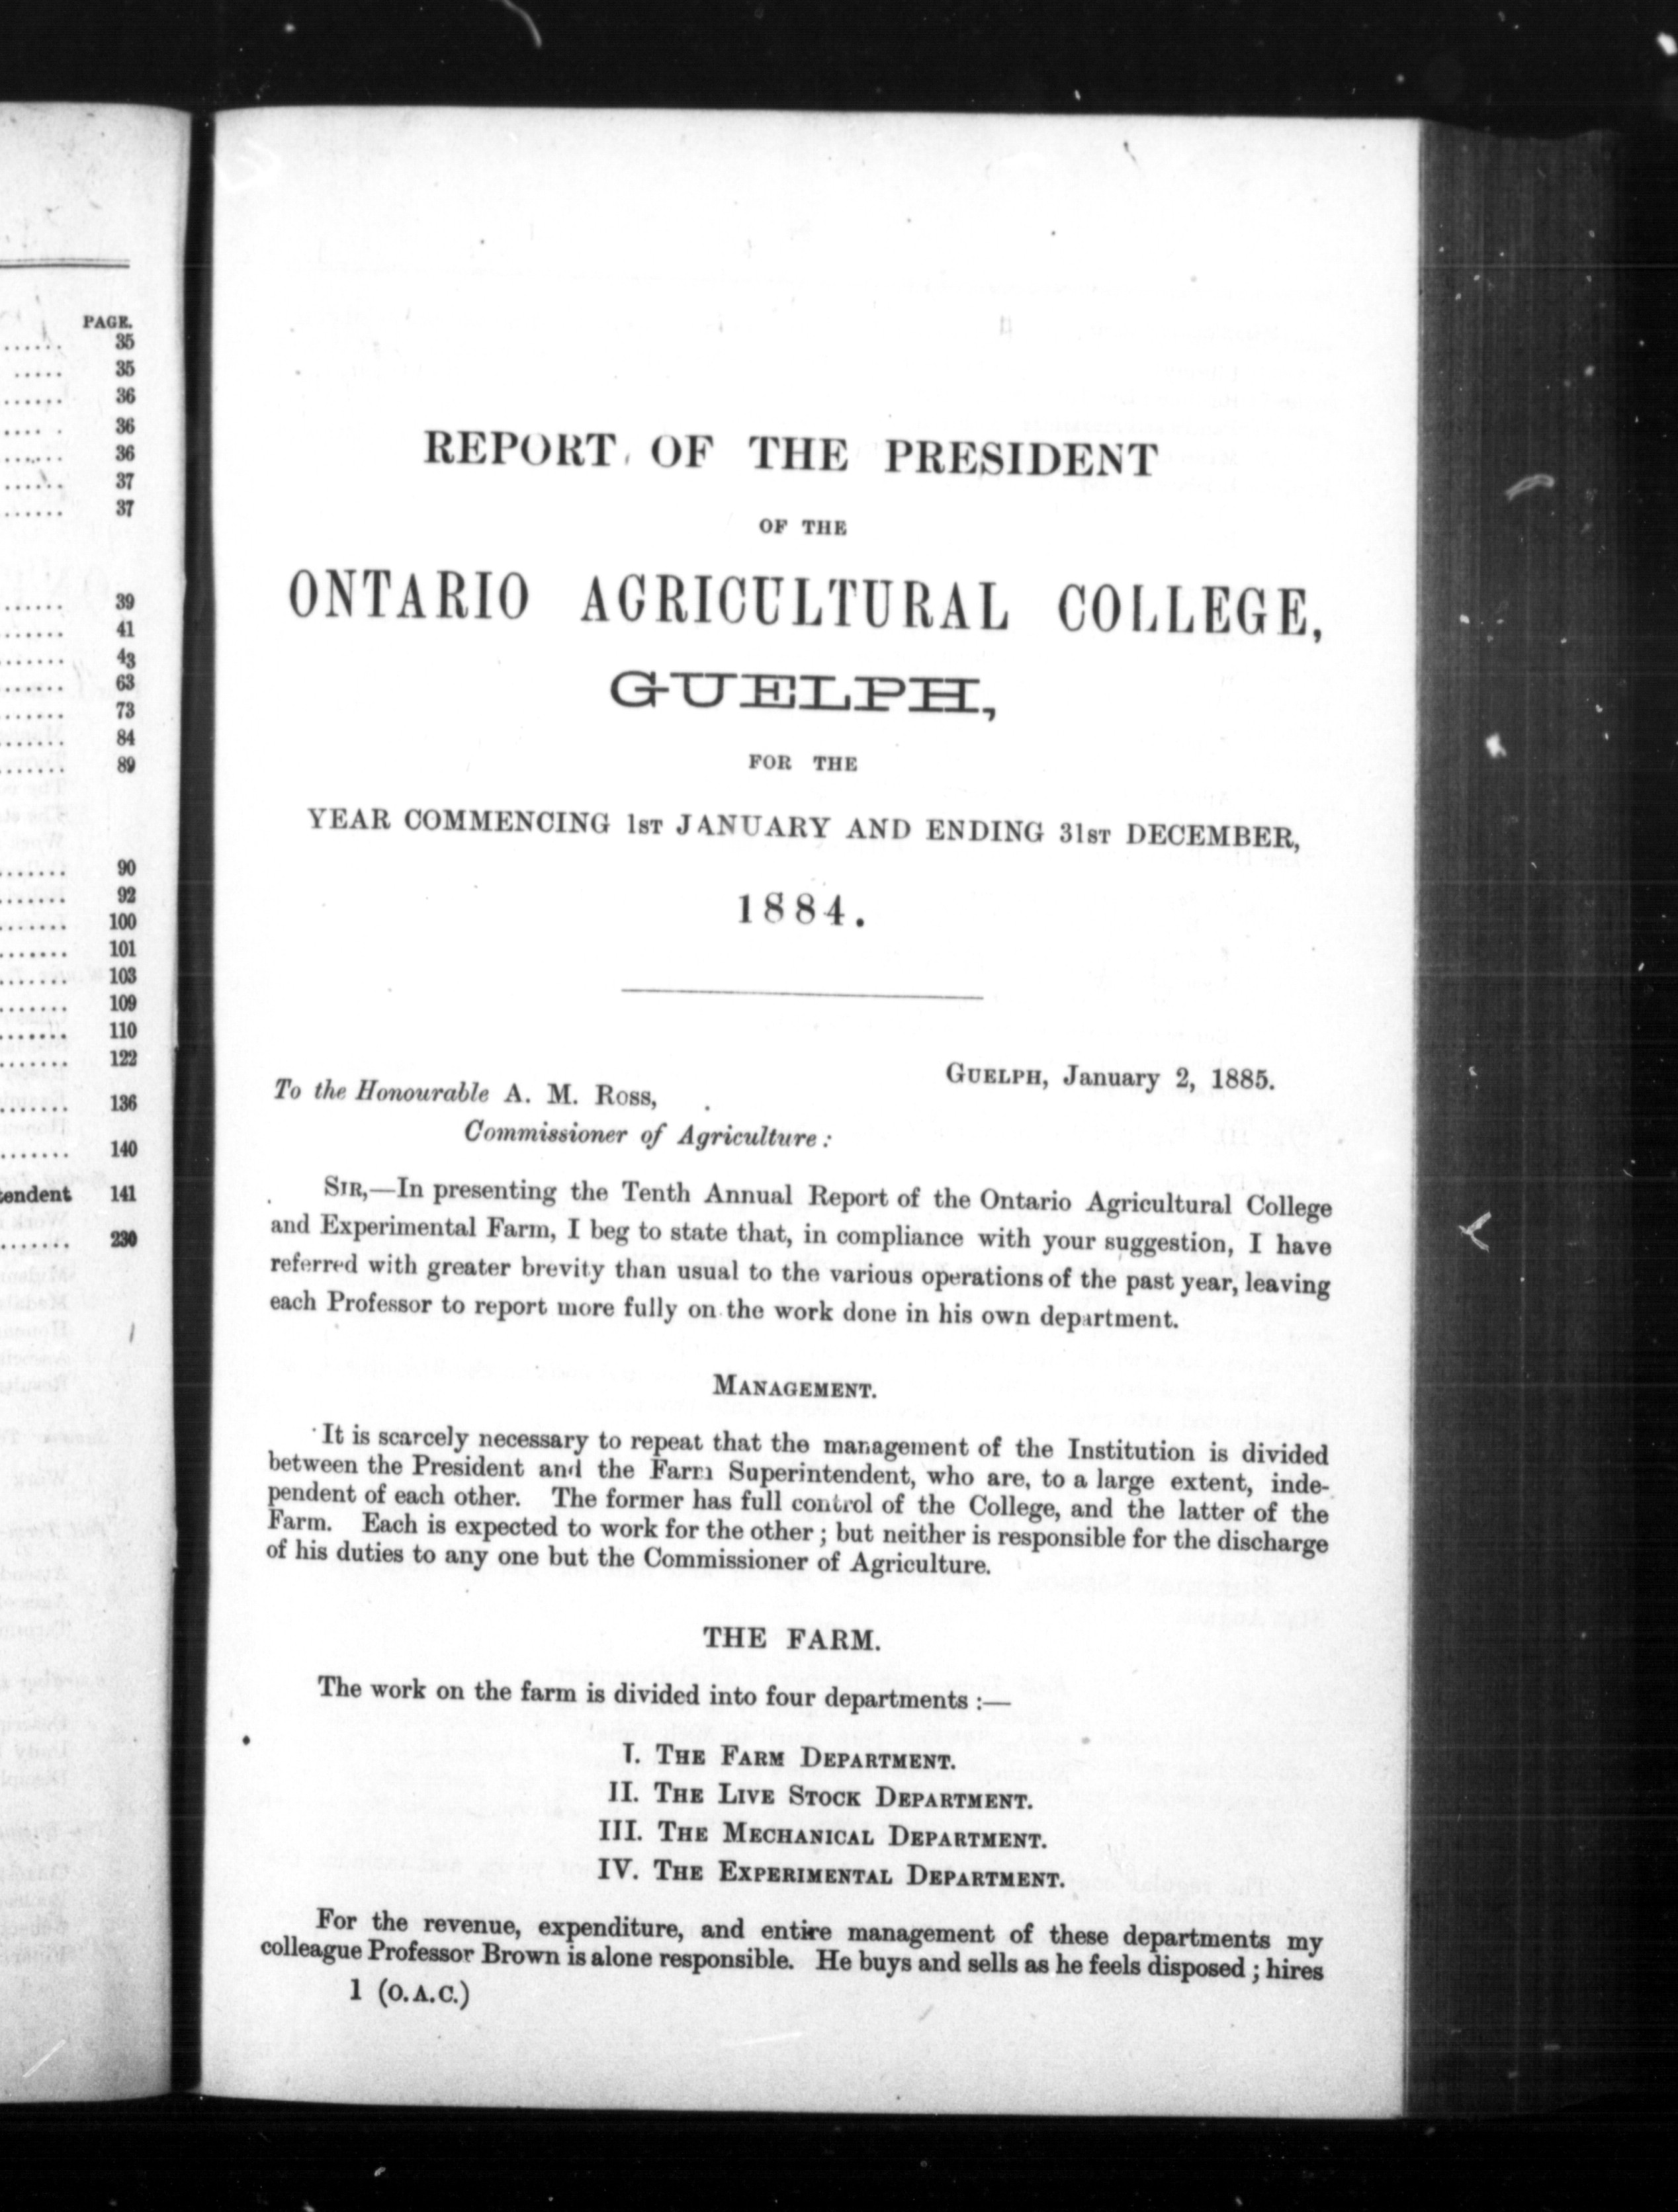 PAGE.
...... 35
..... 35
...... 36
.... . 36
...... 36
...... 37
...... 37
...... 39
...... 41
....... 43
....... 63
....... 73
....... 84
....... 89
....... 90
....... 92
....... 100
....... 101
....... 103
....... 109
....... 110
....... 122
....... 136
....... 140
tendent 141
....... 230
REPORT OF THE PRESIDENT
OF THE
ONTARIO AGRICULTURAL COLLEGE,
GUELPH,
FOR THE
YEAR COMMENCING 1ST JANUARY AND ENDING 31ST DECEMBER,
1884.
GUELPH, January 2, 1885.
To the Honourable A. M. Ross,
Commissioner of Agriculture:
SIR,—In presenting the Tenth Annual Report of the Ontario Agricultural College
and Experimental Farm, I beg to state that, in compliance with your suggestion, I have
referred with greater brevity than usual to the various operations of the past year, leaving
each Professor to report more fully on the work done in his own department.
MANAGEMENT.
It is scarcely necessary to repeat that the management of the Institution is divided
between the President and the Farm Superintendent, who are, to a large extent, inde-
pendent of each other. The former has full control of the College, and the latter of the
Farm. Each is expected to work for the other; but neither is responsible for the discharge
of his duties to any one but the Commissioner of Agriculture.
THE FARM.
The work on the farm is divided into four departments :—
I. THE FARM DEPARTMENT.
II. THE LIVE STOCK DEPARTMENT.
III. THE MECHANICAL DEPARTMENT.
IV. THE EXPERIMENTAL DEPARTMENT.
For the revenue, expenditure, and entire management of these departments my
colleague Professor Brown is alone responsible. He buys and sells as he feels disposed; hires
1 (O.A.C.)